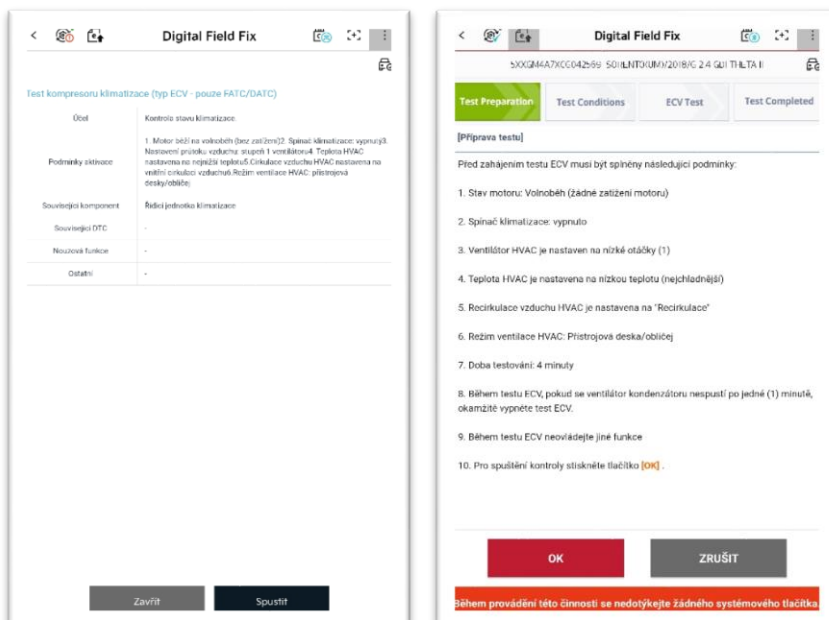 Digital Field Fix
Test kompresoru klimatizace (typ ECV - pouze FATC/DATC)
Účel
Kontrola stavu klimatizace.
Podmínky aktivace
1. Motor běží na volnoběh (bez zatížení)2. Spínač klimatizace: vypnutý3.
Nastavení průtoku vzduchu: stupeň 1 ventilátoru4. Teplota HVAC
nastavena na nejnižší teplotu5.Cirkulace vzduchu HVAC nastavena na
vnitřní cirkulaci vzduchu6.Režim ventilace HVAC: přístrojová
desky/obličej
Související komponent
Řídicí jednotka klimatizace
Související DTC
-
Nouzová funkce
-
Ostatní
-
Zavřít
Spustit
Digital Field Fix
SORENTO(UM)/2018/G 2.4 GDI THETA II
Test Preparation
Test Conditions
ECV Test
Test Completed
[Příprava testu]
Před zahájením testu ECV musí být splněny následující podmínky:
1. Stav motoru: Volnoběh (žádné zatížení motoru)
2. Spínač klimatizace: vypnuto
3. Ventilátor HVAC je nastaven na nízké otáčky (1)
4. Teplota HVAC je nastavena na nízkou teplotu (nejchladnější)
5. Recirkulace vzduchu HVAC je nastavena na "Recirkulace"
6. Režim ventilace HVAC: Přístrojová deska/obličej
7. Doba testování: 4 minuty
8. Během testu ECV, pokud se ventilátor kondenzátoru nespustí po jedné (1) minutě,
okamžitě vypněte test ECV.
9. Během testu ECV neovládejte jiné funkce
10. Pro spuštění kontroly stiskněte tlačítko [OK] .
OK
ZRUŠIT
Během provádění této činnosti se nedotýkejte žádného systémového tlačítka.